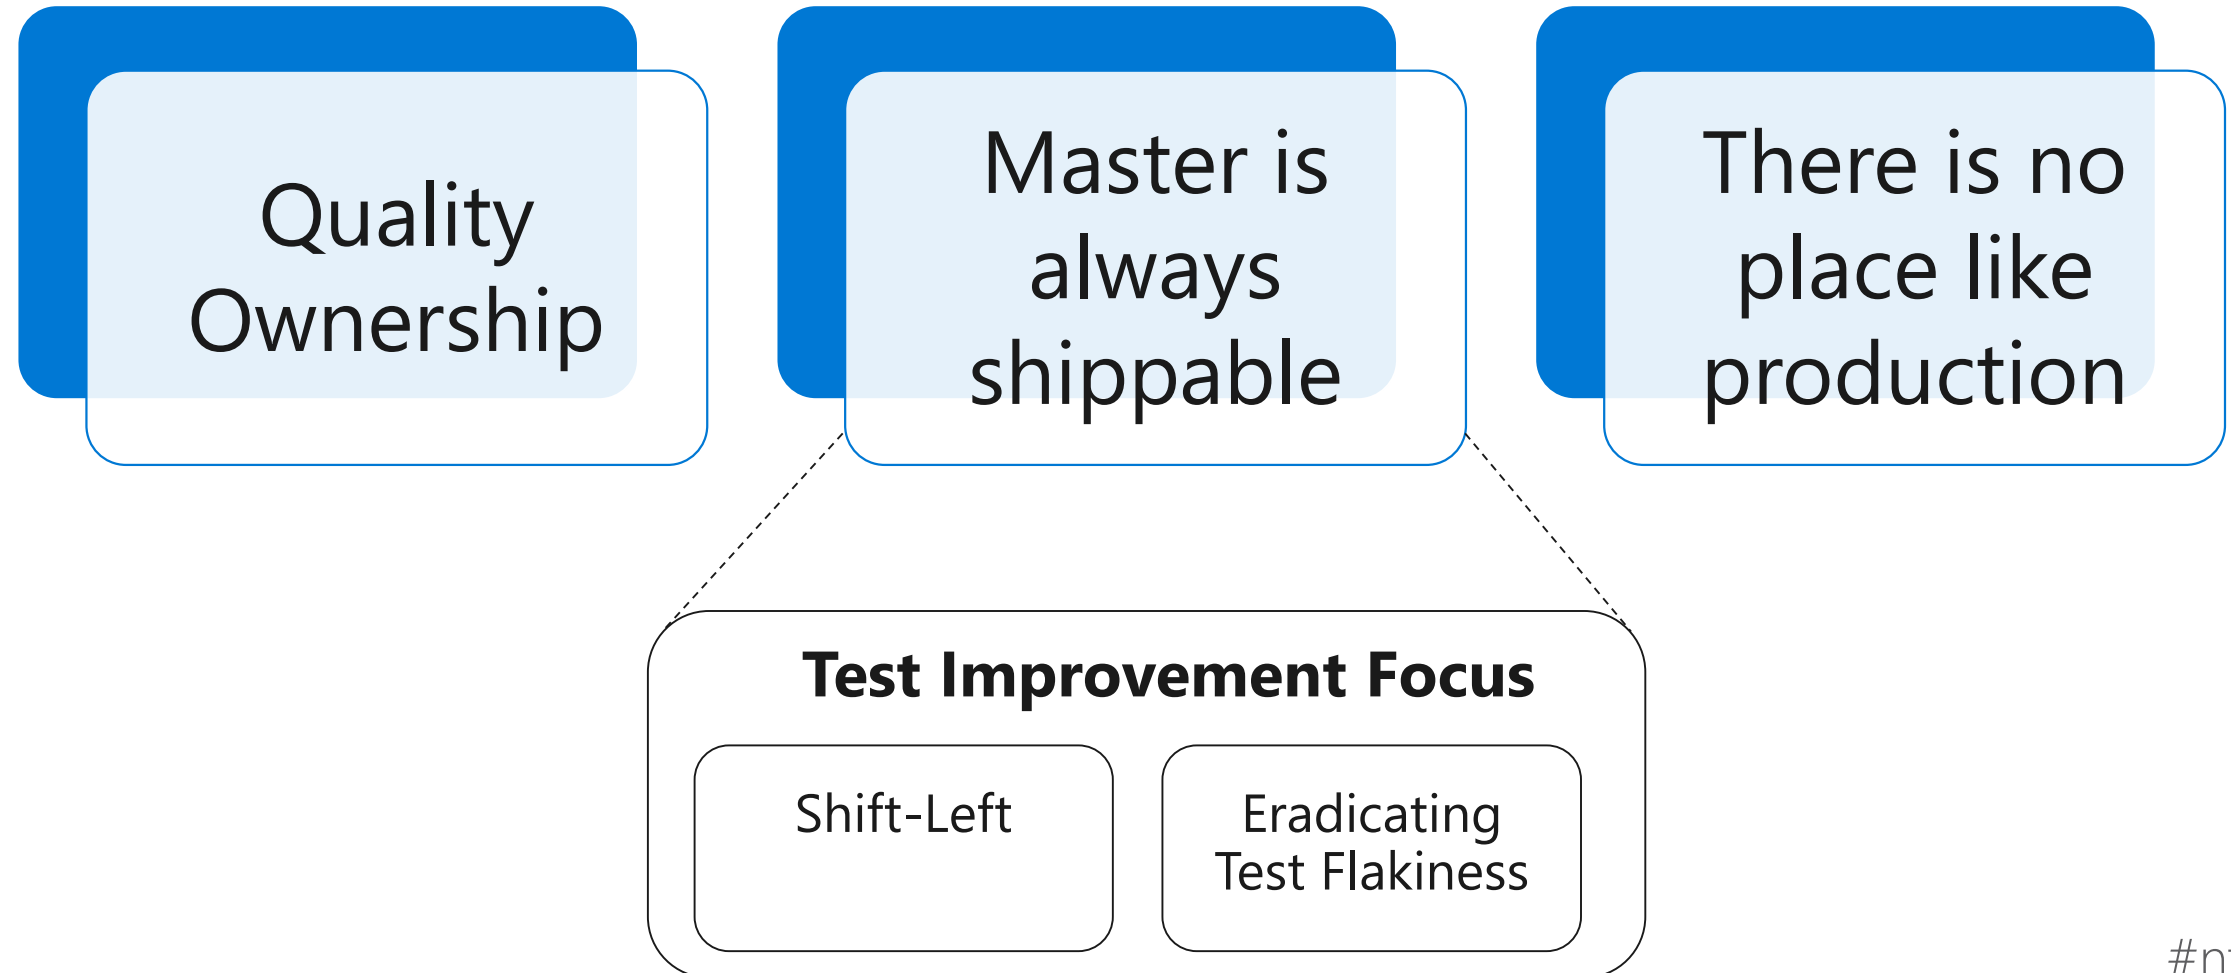 Quality
Ownership
Master is
always
shippable
There is no
place like
production
Test Improvement Focus
Shift-Left
Eradicating
Test Flakiness